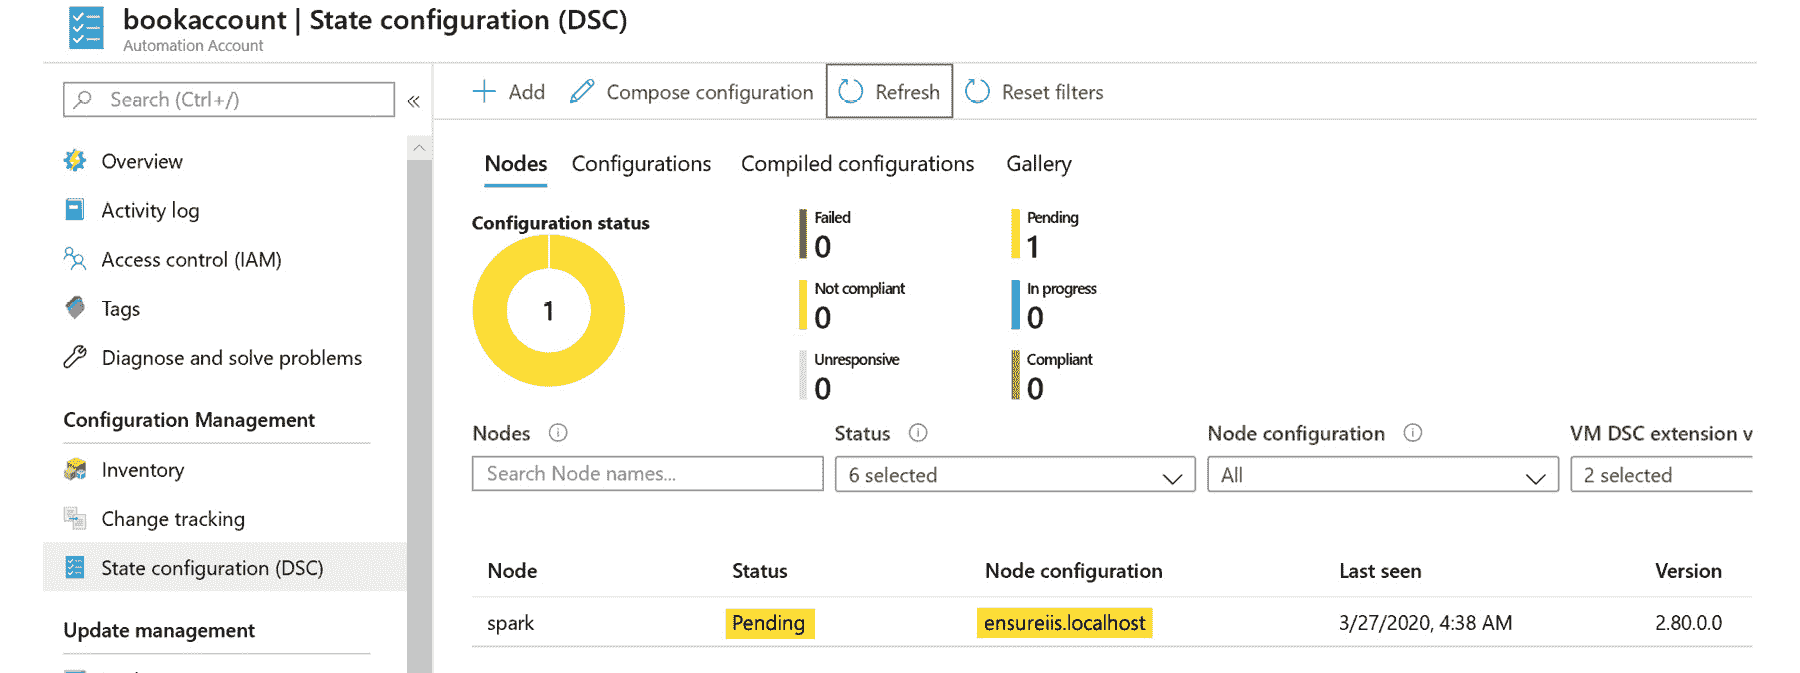 bookaccount | State configuration (DSC)
Automation Account
Search (Ctrl+/)
«
Add
Compose configuration
Refresh
Reset filters
Overview
Activity log
Access control (IAM)
Tags
Diagnose and solve problems
Configuration Management
Inventory
Change tracking
State configuration (DSC)
Update management
Nodes
Configurations
Compiled configurations
Gallery
Configuration status
1
Failed
0
Pending
1
Not compliant
0
In progress
0
Unresponsive
0
Compliant
0
Nodes
Status
Node configuration
VM DSC extension v
Search Node names...
6 selected
All
2 selected
Node Status Node configuration Last seen Version
spark Pending ensureiis.localhost 3/27/2020, 4:38 AM 2.80.0.0